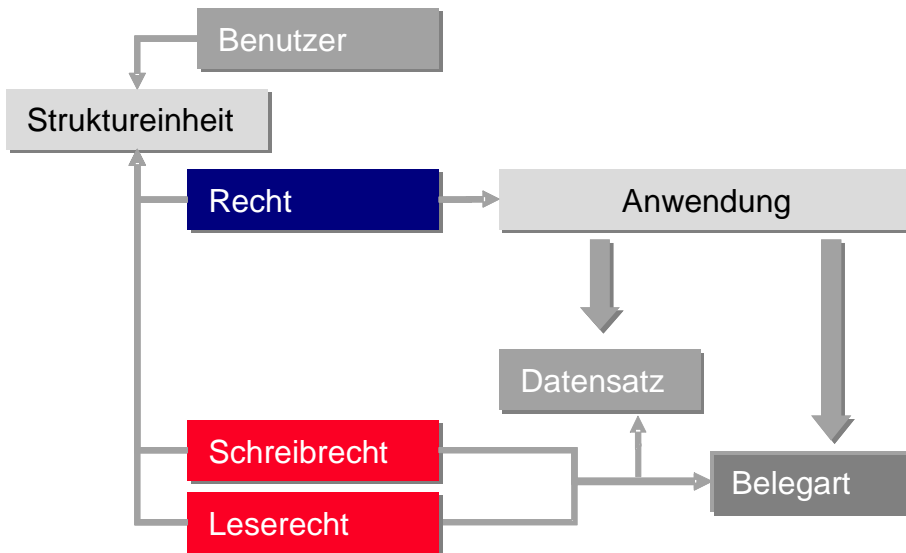 Benutzer
Struktureinheit
Recht
Anwendung
Datensatz
Schreibrecht
Belegart
Leserecht